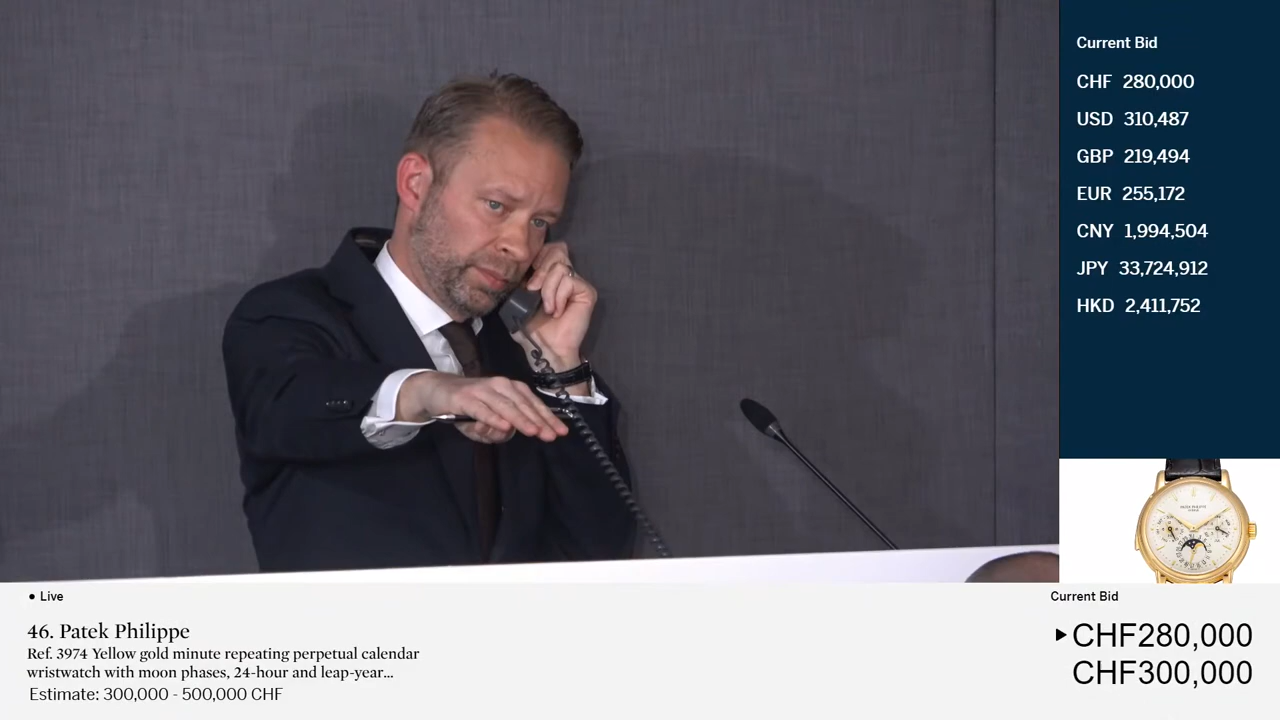 Current Bid
CHF 280,000
USD 310,487
GBP 219,494
EUR 255,172
CNY 1,994,504
JPY 33,724,912
HKD 2,411,752
PATEK PHILIPPE
• Live
46. Patek Philippe
Ref. 3974 Yellow gold minute repeating perpetual calendar
wristwatch with moon phases, 24-hour and leap-year...
Estimate: 300,000 - 500,000 CHF
Current Bid
CHF280,000
CHF300,000